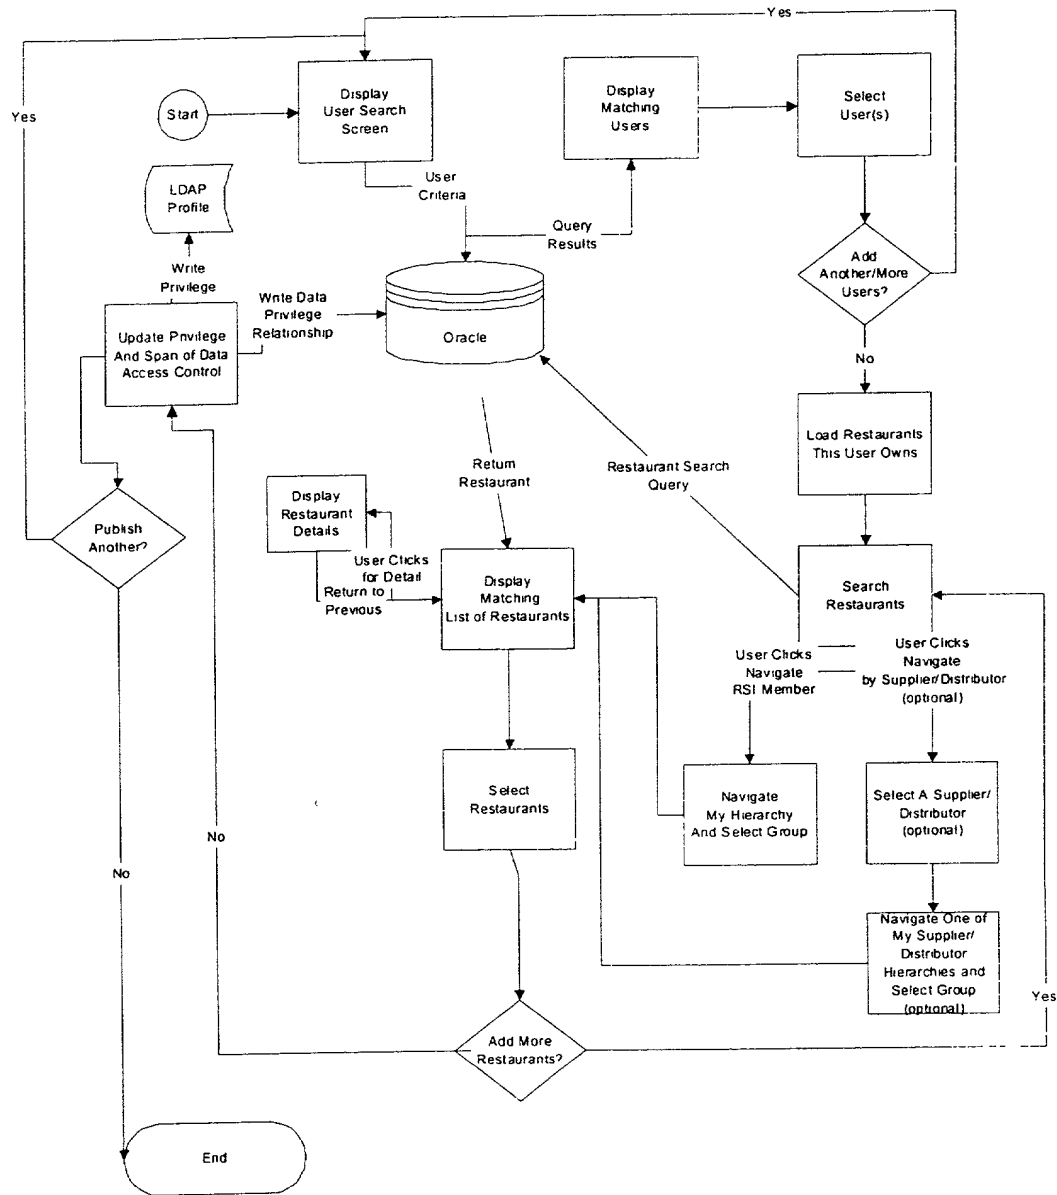 Yes
Yes
Start
Display
User Search
Screen
Display
Matching
Users
Select
User(s)
LDAP
Profile
User
Criteria
Query
Results
Add
Another/More
Users?
Write
Privilege
Write Data
Privilege
Relationship
Oracle
Update Privilege
And Span of Data
Access Control
No
Load Restaurants
This User Owns
Return
Restaurant
Restaurant Search
Query
Display
Restaurant
Details
Publish
Another?
User Clicks
for Detail
Return to
Previous
Display
Matching
List of Restaurants
Search
Restaurants
User Clicks
Navigate
RSI Member
User Clicks
Navigate
by Supplier/Distributor
(optional)
Select
Restaurants
Navigate
My Hierarchy
And Select Group
Select A Supplier/
Distributor
(optional)
No
No
Navigate One of
My Supplier/
Distributor
Hierarchies and
Select Group
(optional)
Yes
Add More
Restaurants?
End